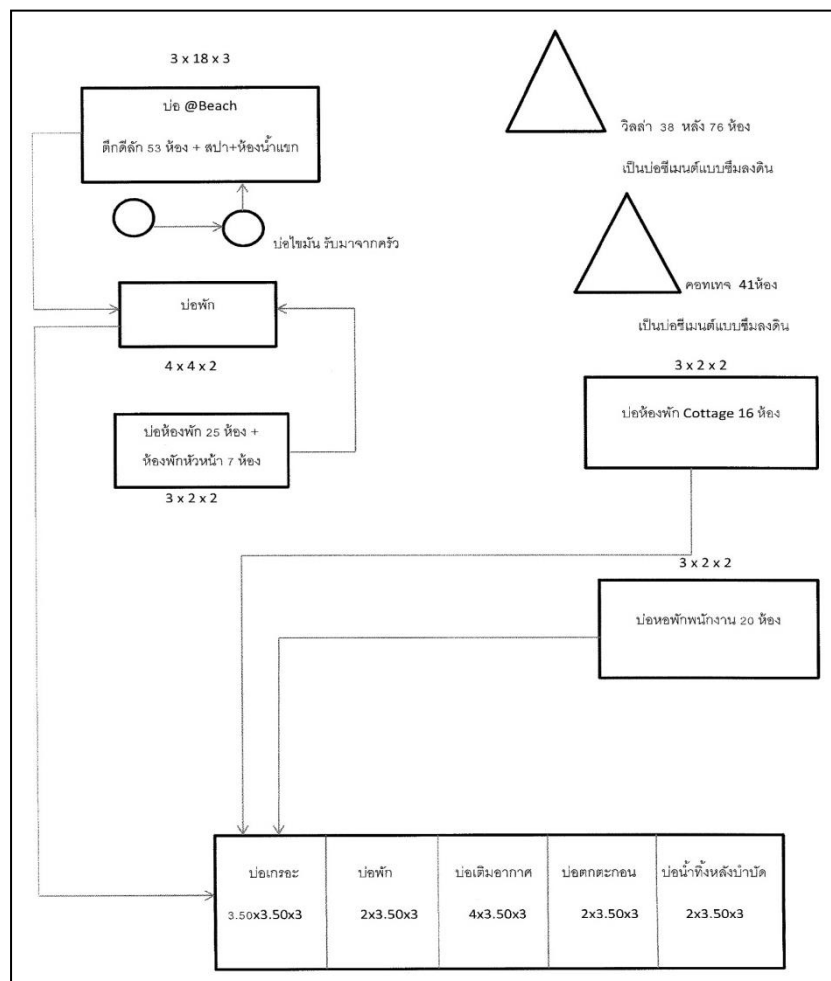 3 x 18 x 3
บ่อ @Beach
ตึกดีลัก 53 ห้อง + สปา+ห้องน้ำแขก
วิลล่า 38 หลัง 76 ห้อง
เป็นบ่อซีเมนต์แบบซึมลงดิน
บ่อไขมัน รับมาจากครัว
คอทเทจ 41ห้อง
เป็นบ่อซีเมนต์แบบซึมลงดิน
บ่อพัก
4 x 4 x 2
3 x 2 x 2
บ่อห้องพัก Cottage 16 ห้อง
บ่อห้องพัก 25 ห้อง +
ห้องพักหัวหน้า 7 ห้อง
3 x 2 x 2
3 x 2 x 2
บ่อหอพักพนักงาน 20 ห้อง
บ่อเกรอะ บ่อพัก บ่อเติมอากาศ บ่อตกตะกอน บ่อน้ำทิ้งหลังบำบัด
3.50x3.50x3 2x3.50x3 4x3.50x3 2x3.50x3 2x3.50x3